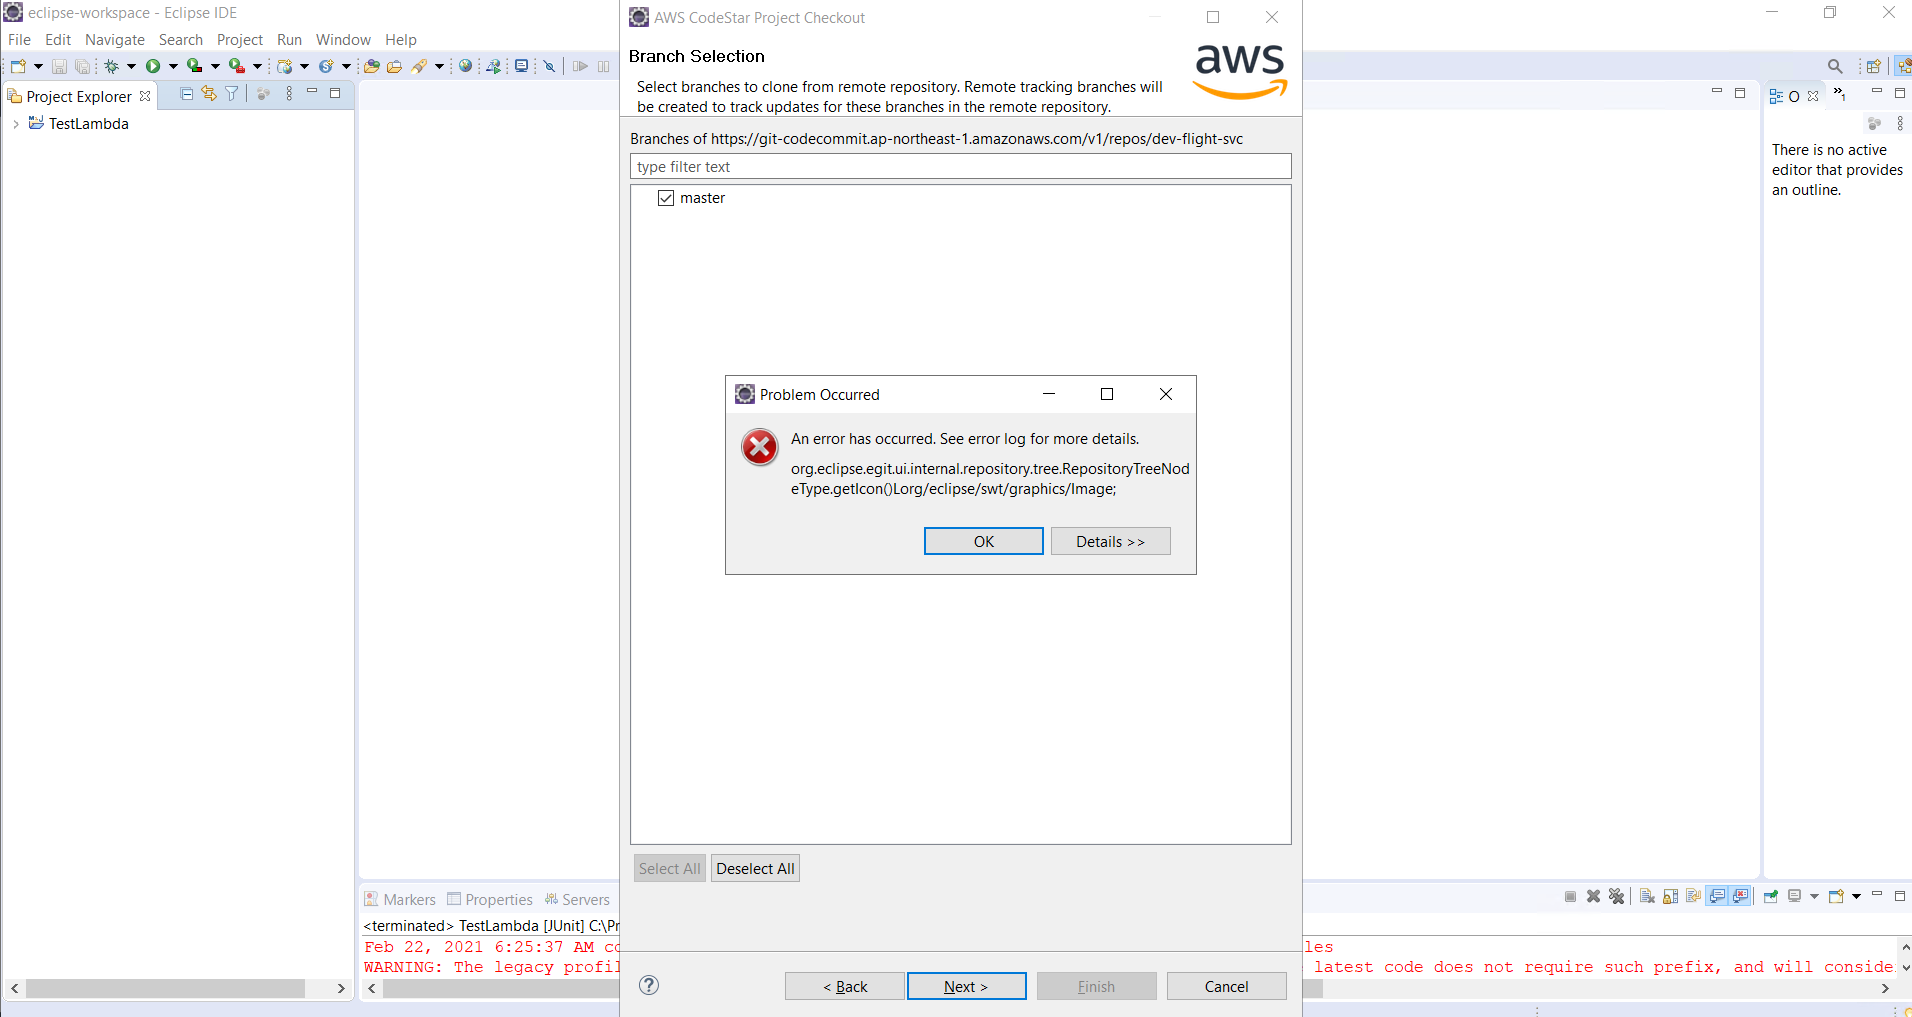 eclipse-workspace - Eclipse IDE
File Edit Navigate Search Project Run Window Help
Project Explorer
TestLambda
AWS CodeStar Project Checkout
Branch Selection
aws
Select branches to clone from remote repository. Remote tracking branches will
be created to track updates for these branches in the remote repository.
Branches of https://git-codecommit.ap-northeast-1.amazonaws.com/v1/repos/dev-flight-svc
type filter text
master
Problem Occurred
An error has occurred. See error log for more details.
org.eclipse.egit.ui.internal.repository.tree.RepositoryTreeNod
eType.getIcon()Lorg/eclipse/swt/graphics/Image;
OK Details >>
Select All Deselect All
< Back Next > Finish Cancel
O
1
There is no active
editor that provides
an outline.
Markers Properties Servers
<terminated> TestLambda [JUnit] C:\Pr
Feb 22, 2021 6:25:37 AM co
les
WARNING: The legacy profil
latest code does not require such prefix, and will conside